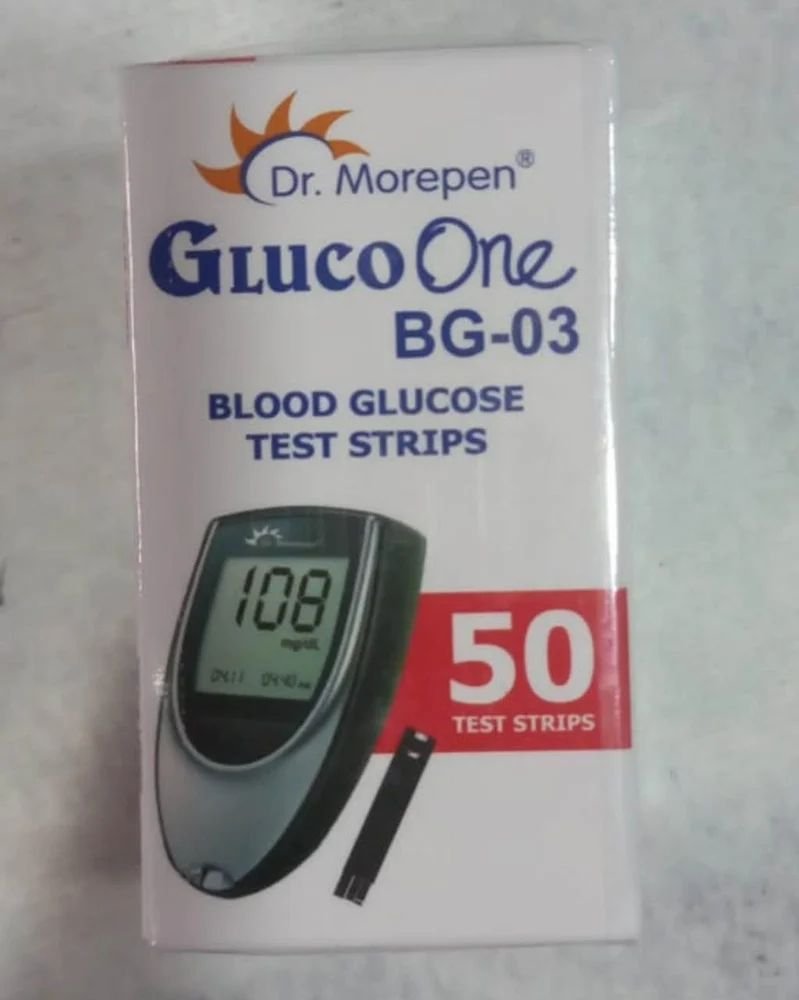 Dr. Morepen®
GLUCO One
BG-03
BLOOD GLUCOSE
TEST STRIPS
108
mg/dL
50
TEST STRIPS